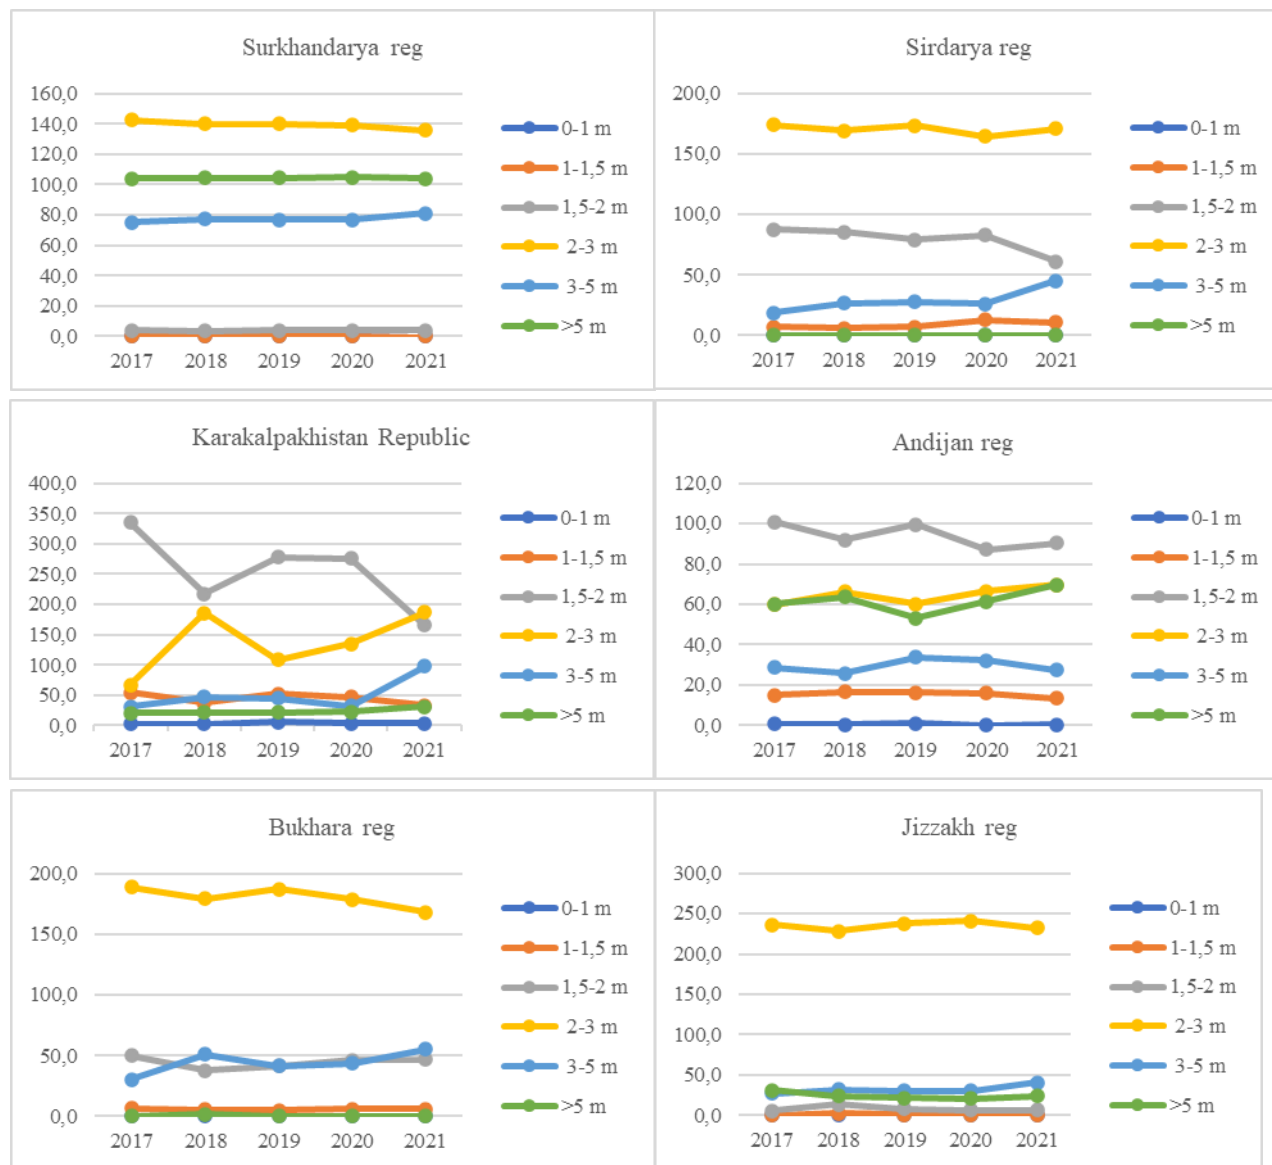 Surkhandarya reg
160,0
140,0
120,0
100,0
80,0
60,0
40,0
20,0
0,0
2017 2018 2019 2020 2021
0-1 m
1-1,5 m
1,5-2 m
2-3 m
3-5 m
>5 m
Sirdarya reg
200,0
150,0
100,0
50,0
0,0
2017 2018 2019 2020 2021
0-1 m
1-1,5 m
1,5-2 m
2-3 m
3-5 m
>5 m
Karakalpakhistan Republic
400,0
350,0
300,0
250,0
200,0
150,0
100,0
50,0
0,0
2017 2018 2019 2020 2021
0-1 m
1-1,5 m
1,5-2 m
2-3 m
3-5 m
>5 m
Andijan reg
120,0
100,0
80,0
60,0
40,0
20,0
0,0
2017 2018 2019 2020 2021
0-1 m
1-1,5 m
1,5-2 m
2-3 m
3-5 m
>5 m
Bukhara reg
200,0
150,0
100,0
50,0
0,0
2017 2018 2019 2020 2021
0-1 m
1-1,5 m
1,5-2 m
2-3 m
3-5 m
>5 m
Jizzakh reg
300,0
250,0
200,0
150,0
100,0
50,0
0,0
2017 2018 2019 2020 2021
0-1 m
1-1,5 m
1,5-2 m
2-3 m
3-5 m
>5 m